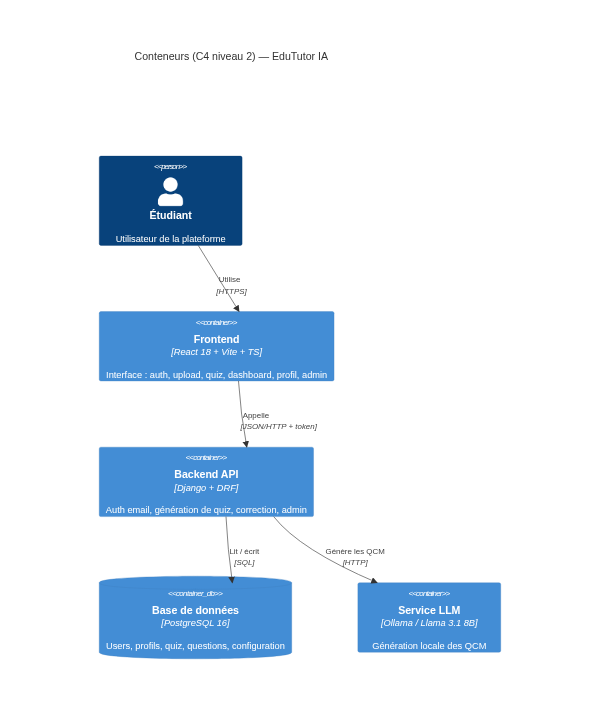 Conteneurs (C4 niveau 2) — EduTutor IA
<<person>>
Étudiant
Utilisateur de la plateforme
Utilise
[HTTPS]
<<container>>
Frontend
[React 18 + Vite + TS]
Interface : auth, upload, quiz, dashboard, profil, admin
Appelle
[JSON/HTTP + token]
<<container>>
Backend API
[Django + DRF]
Auth email, génération de quiz, correction, admin
Lit / écrit
[SQL]
Génère les QCM
[HTTP]
<<container_db>>
Base de données
[PostgreSQL 16]
Users, profils, quiz, questions, configuration
<<container>>
Service LLM
[Ollama / Llama 3.1 8B]
Génération locale des QCM